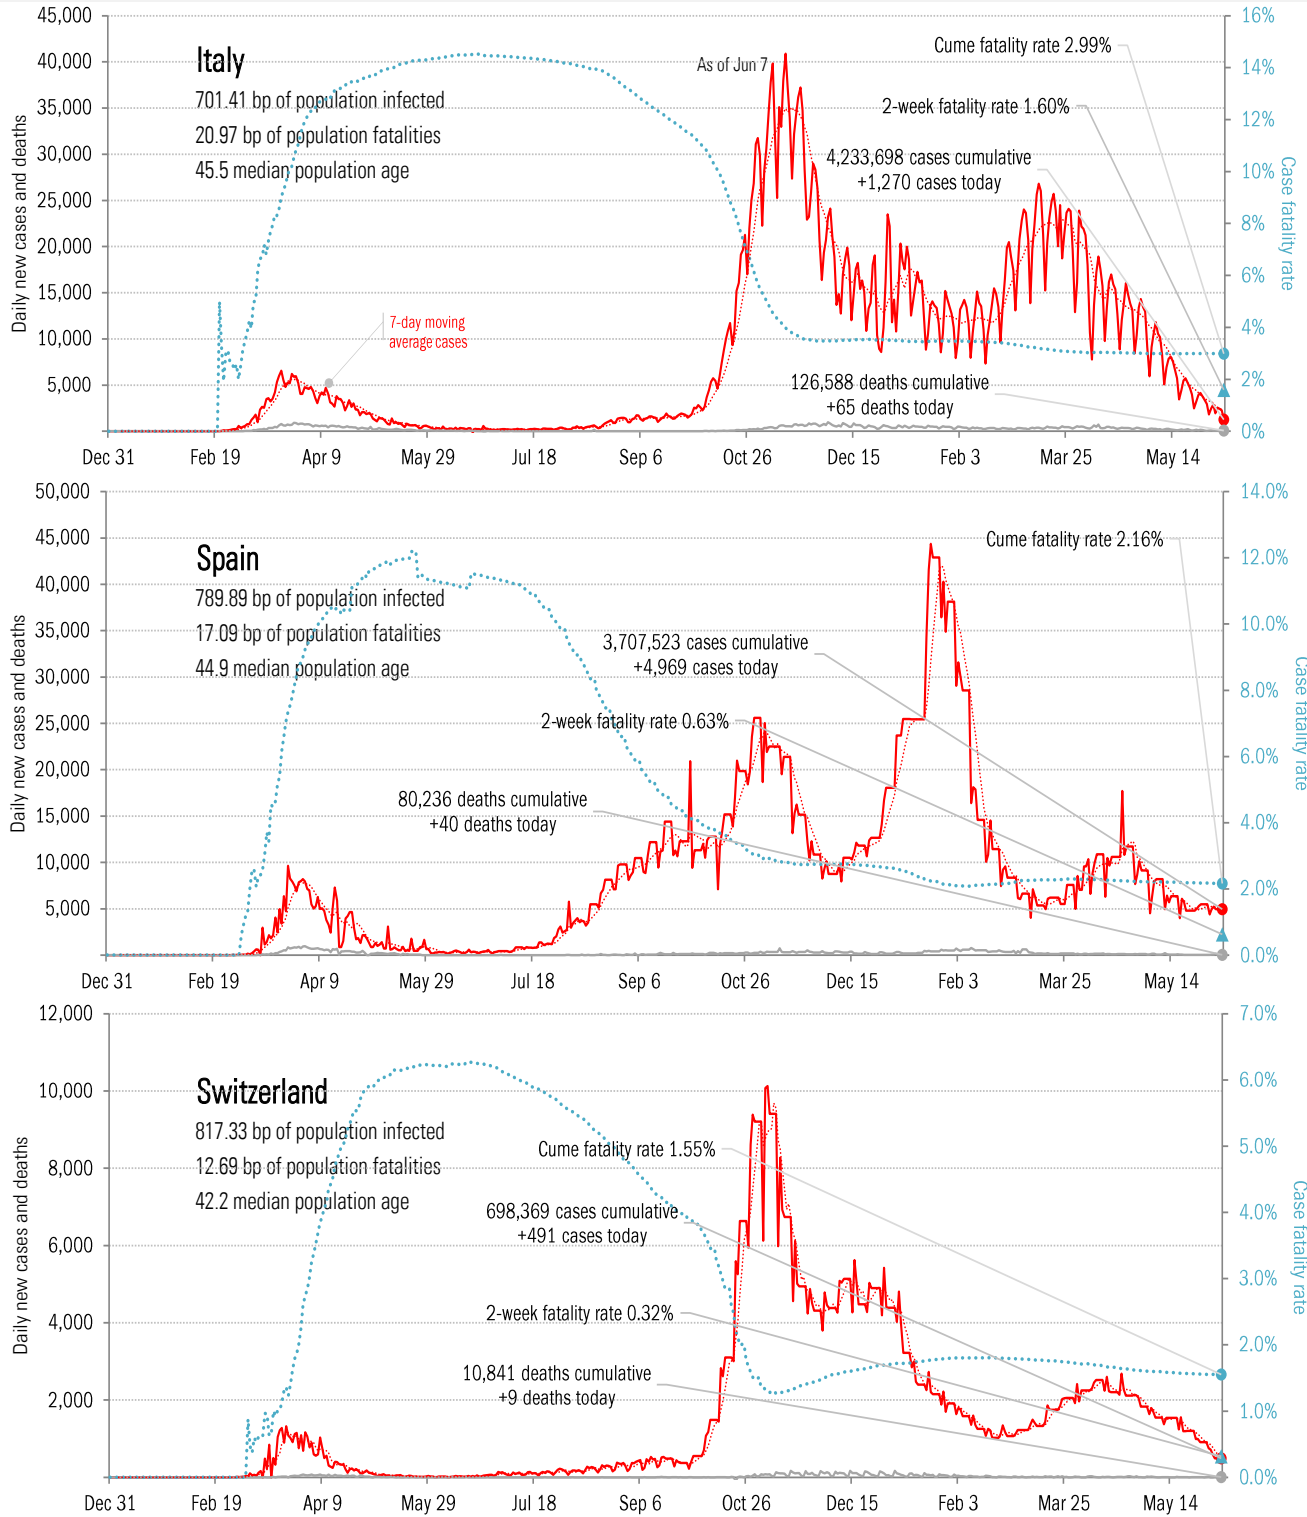 45,000
40,000
35,000
30,000
25,000
20,000
15,000
10,000
5,000
Daily new cases and deaths
Italy
701.41 bp of population infected
20.97 bp of population fatalities
45.5 median population age
As of Jun 7
Cume fatality rate 2.99%
2-week fatality rate 1.60%
4,233,698 cases cumulative
+1,270 cases today
7-day moving
average cases
126,588 deaths cumulative
+65 deaths today
16%
14%
12%
10%
8%
6%
4%
2%
0%
Case fatality rate
Dec 31 Feb 19 Apr 9 May 29 Jul 18 Sep 6 Oct 26 Dec 15 Feb 3 Mar 25 May 14
50,000
45,000
40,000
35,000
30,000
25,000
20,000
15,000
10,000
5,000
Daily new cases and deaths
Spain
789.89 bp of population infected
17.09 bp of population fatalities
44.9 median population age
Cume fatality rate 2.16%
3,707,523 cases cumulative
+4,969 cases today
2-week fatality rate 0.63%
80,236 deaths cumulative
+40 deaths today
14.0%
12.0%
10.0%
8.0%
6.0%
4.0%
2.0%
0.0%
Case fatality rate
Dec 31 Feb 19 Apr 9 May 29 Jul 18 Sep 6 Oct 26 Dec 15 Feb 3 Mar 25 May 14
12,000
10,000
8,000
6,000
4,000
2,000
Daily new cases and deaths
Switzerland
817.33 bp of population infected
12.69 bp of population fatalities
42.2 median population age
Cume fatality rate 1.55%
698,369 cases cumulative
+491 cases today
2-week fatality rate 0.32%
10,841 deaths cumulative
+9 deaths today
7.0%
6.0%
5.0%
4.0%
3.0%
2.0%
1.0%
0.0%
Case fatality rate
Dec 31 Feb 19 Apr 9 May 29 Jul 18 Sep 6 Oct 26 Dec 15 Feb 3 Mar 25 May 14